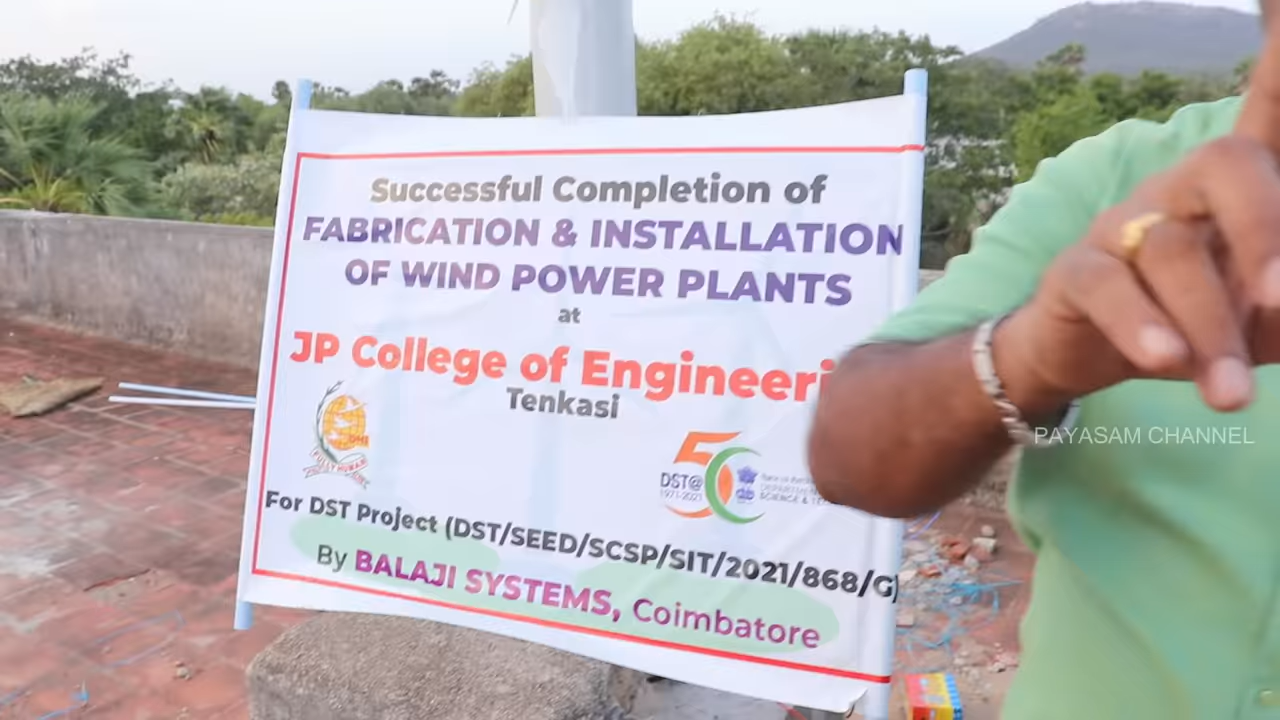 Successful Completion of
FABRICATION & INSTALLATION
OF WIND POWER PLANTS
at
JP College of Engineeri
Tenkasi
DST@
1971-2021
SCIENCE &
For DST Project (DST/SEED/SCSP/SIT/2021/868/G)
By BALAJI SYSTEMS, Coimbatore
PAYASAM CHANNEL